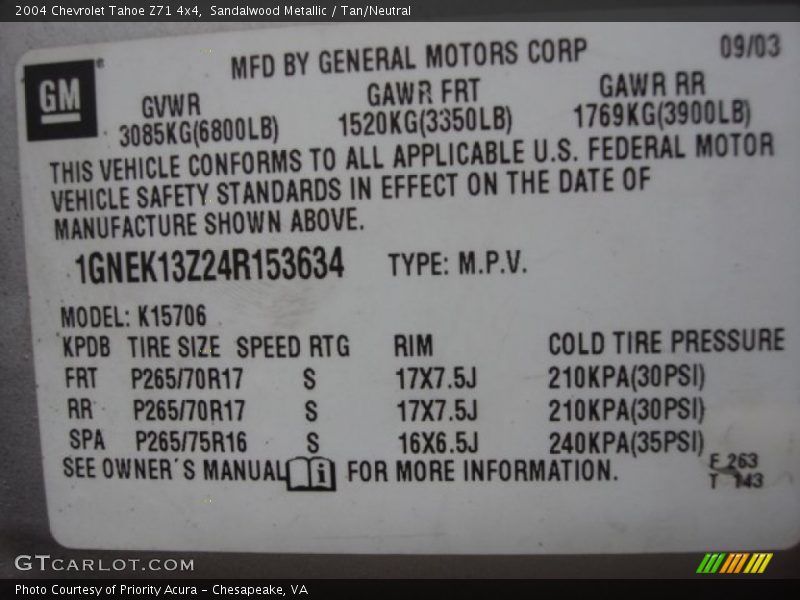 2004 Chevrolet Tahoe Z71 4x4,  Sandalwood Metallic / Tan/Neutral
MFD BY GENERAL MOTORS CORP 09/03
GM ®
GVWR GAWR FRT GAWR RR
3085KG(6800LB) 1520KG(3350LB) 1769KG(3900LB)
THIS VEHICLE CONFORMS TO ALL APPLICABLE U.S. FEDERAL MOTOR
VEHICLE SAFETY STANDARDS IN EFFECT ON THE DATE OF
MANUFACTURE SHOWN ABOVE.
1GNEK13Z24R153634 TYPE: M.P.V.
MODEL: K15706
KPDB TIRE SIZE SPEED RTG RIM COLD TIRE PRESSURE
FRT P265/70R17 S 17X7.5J 210KPA(30PSI)
RR P265/70R17 S 17X7.5J 210KPA(30PSI)
SPA P265/75R16 S 16X6.5J 240KPA(35PSI)
SEE OWNER'S MANUAL i FOR MORE INFORMATION.
F 263
T 143
GTCARLOT.COM
Photo Courtesy of Priority Acura – Chesapeake, VA